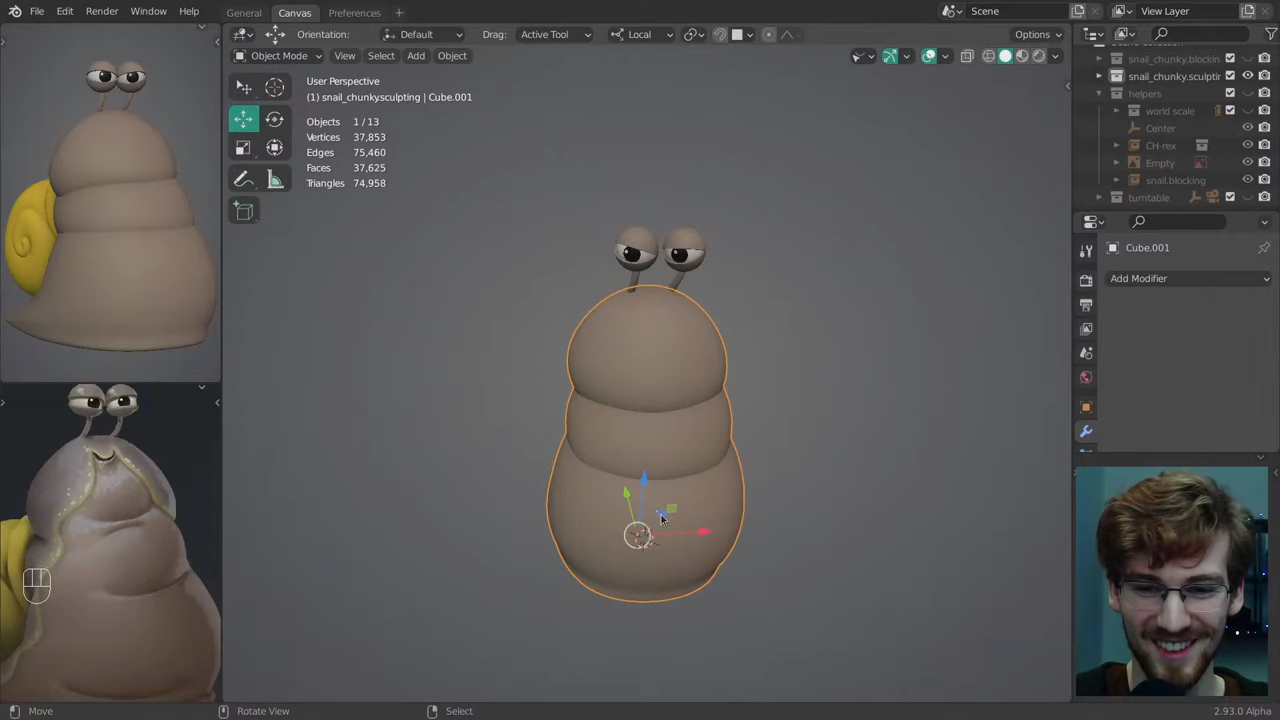 File Edit Render Window Help
General Canvas Preferences +
Scene
View Layer
Orientation: Default Drag: Active Tool Local Options
Object Mode View Select Add Object
User Perspective
(1) snail_chunky.sculpting | Cube.001
Objects 1 / 13
Vertices 37,853
Edges 75,460
Faces 37,625
Triangles 74,958
snail_chunky.blockin
snail_chunky.sculptin
helpers
world scale
Center
CH-rex
Empty
snail.blocking
turntable
Cube.001
Add Modifier
Move Rotate View Select 2.93.0 Alpha